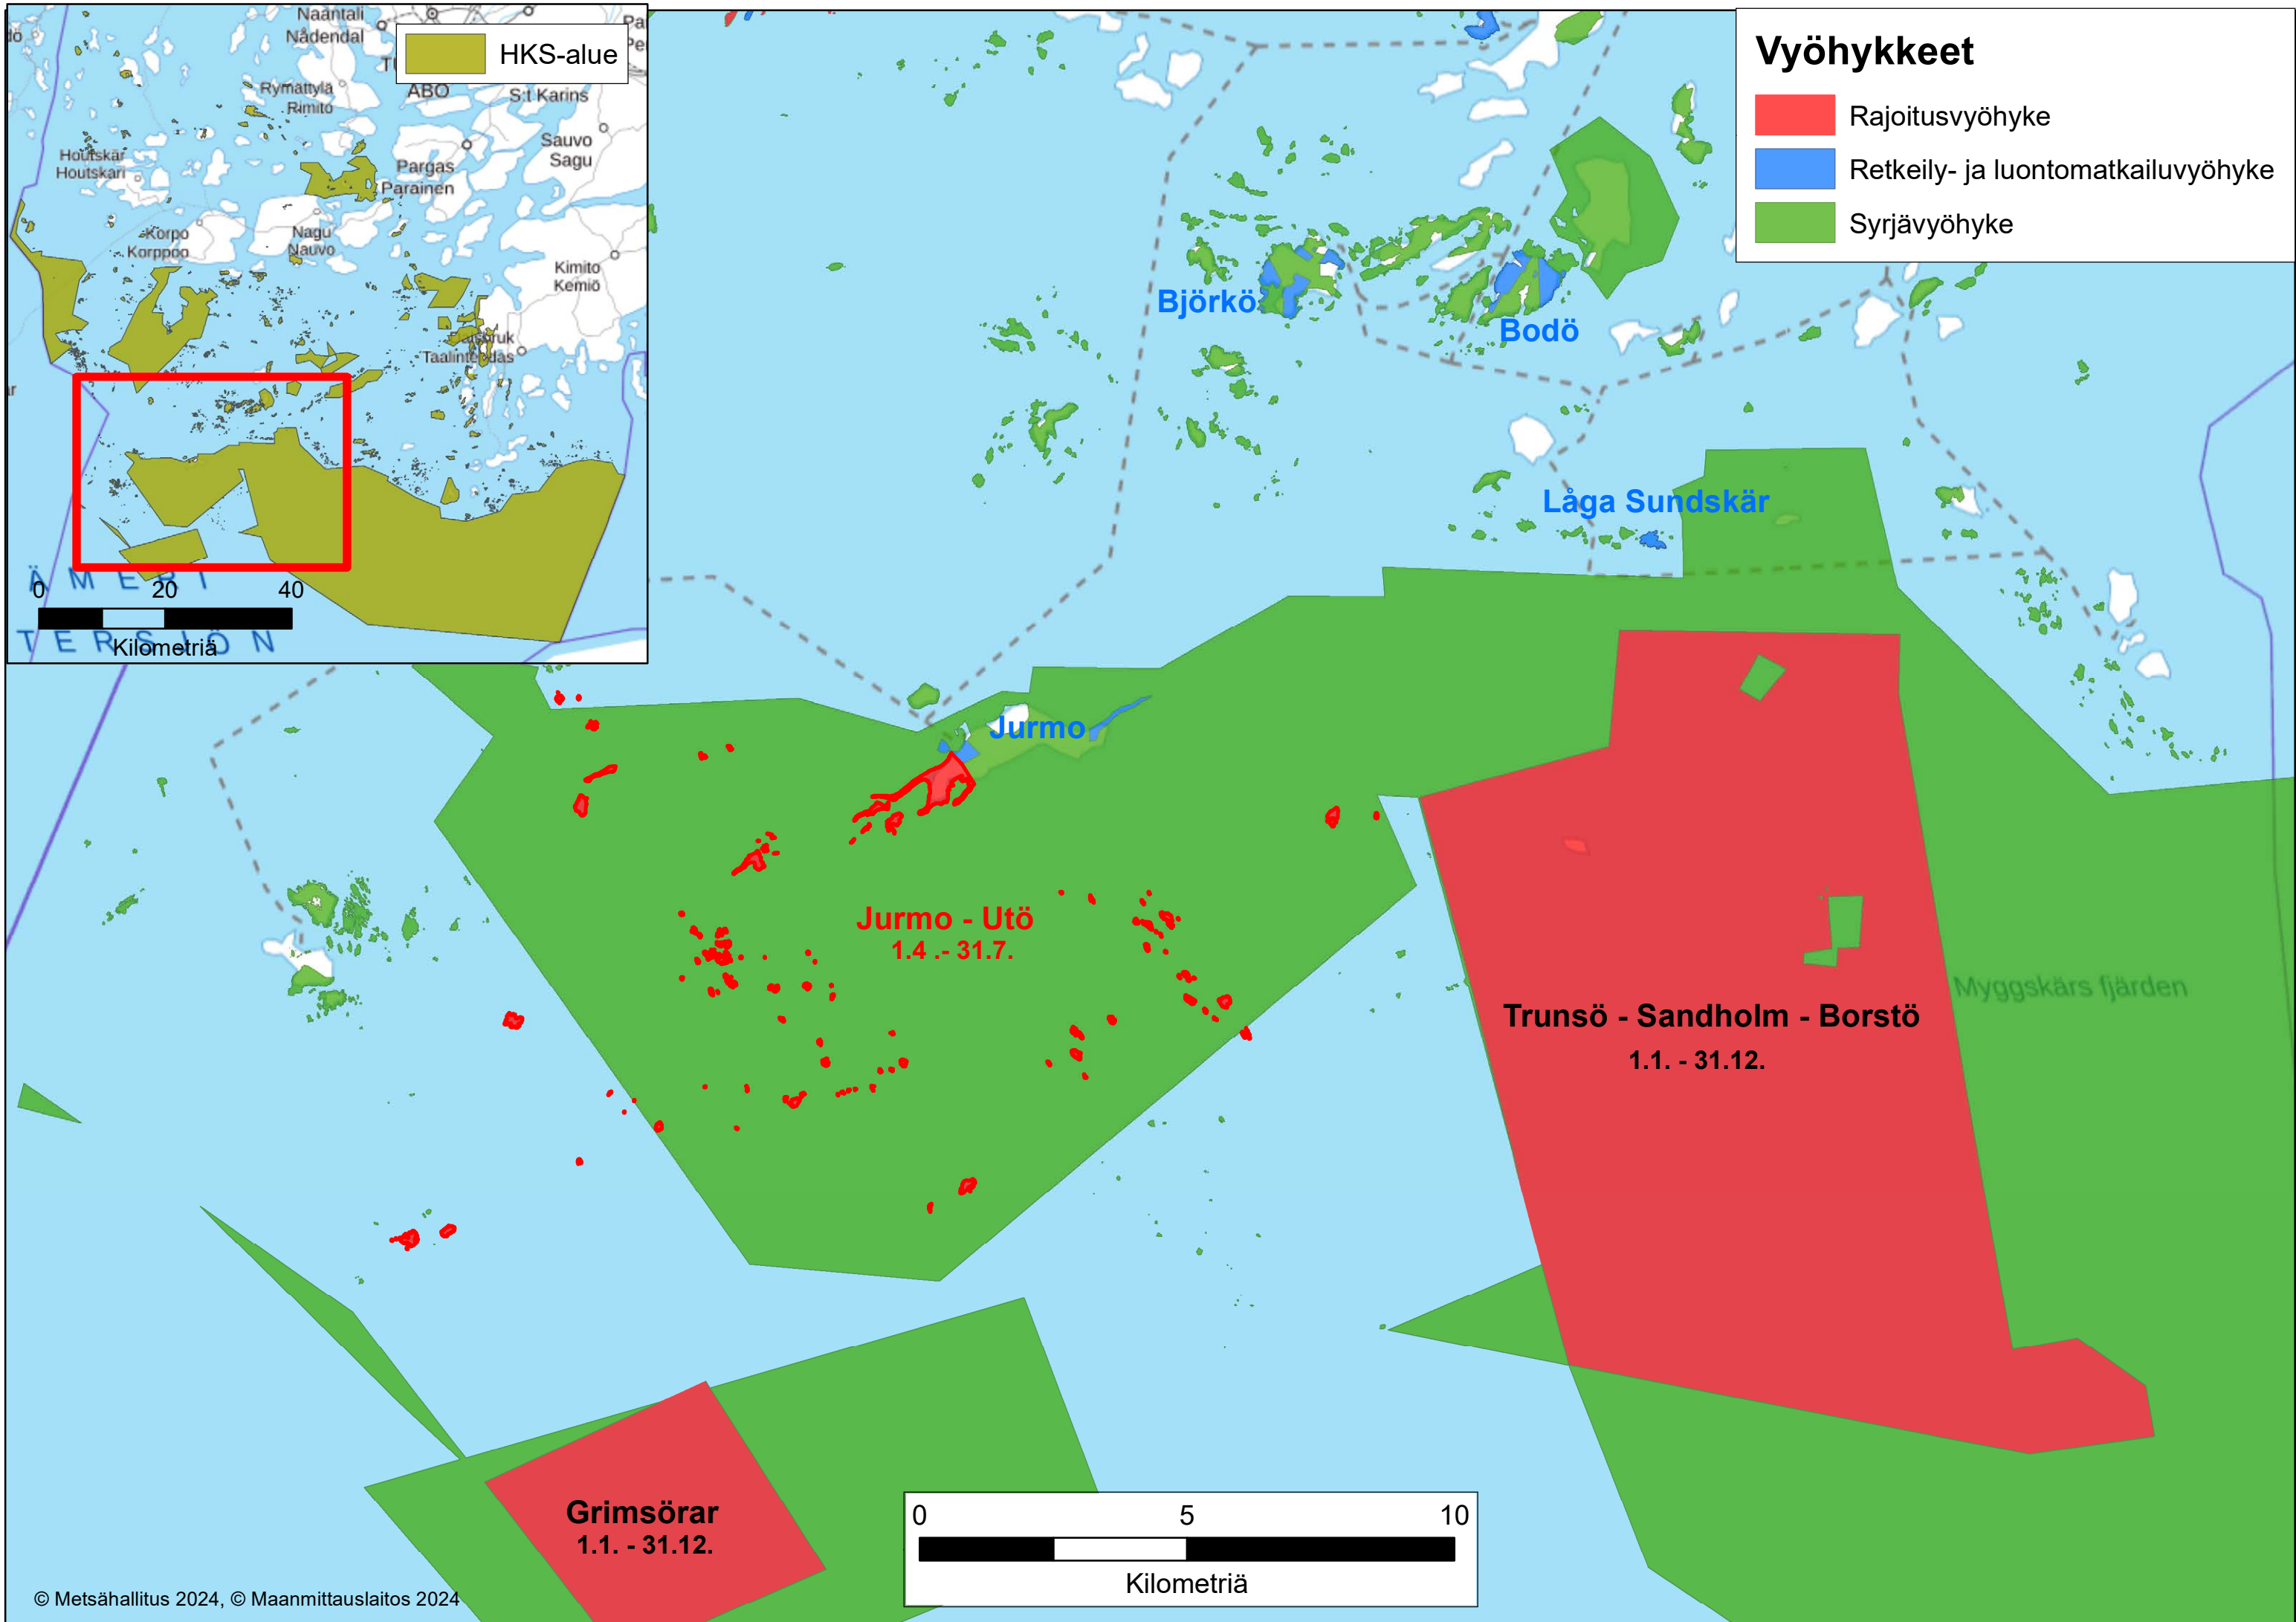 Naantali
Nådendal
HKS-alue
ÅBO
Rymättylä
Rimito
S:t Karins
Sauvo
Sagu
Houtskär
Houtskari
Pargas
Parainen
Korpo
Korppoo
Nagu
Nauvo
Kimito
Kemiö
Taalintehdas
0 20 40
Kilometriä
Vyöhykkeet
Rajoitusvyöhyke
Retkeily- ja luontomatkailuvyöhyke
Syrjävyöhyke
Björkö
Bodö
Låga Sundskär
Jurmo
Jurmo - Utö
1.4 .- 31.7.
Myggskärs fjärden
Trunsö - Sandholm - Borstö
1.1. - 31.12.
Grimsörar
1.1. - 31.12.
0 5 10
Kilometriä
© Metsähallitus 2024, © Maanmittauslaitos 2024